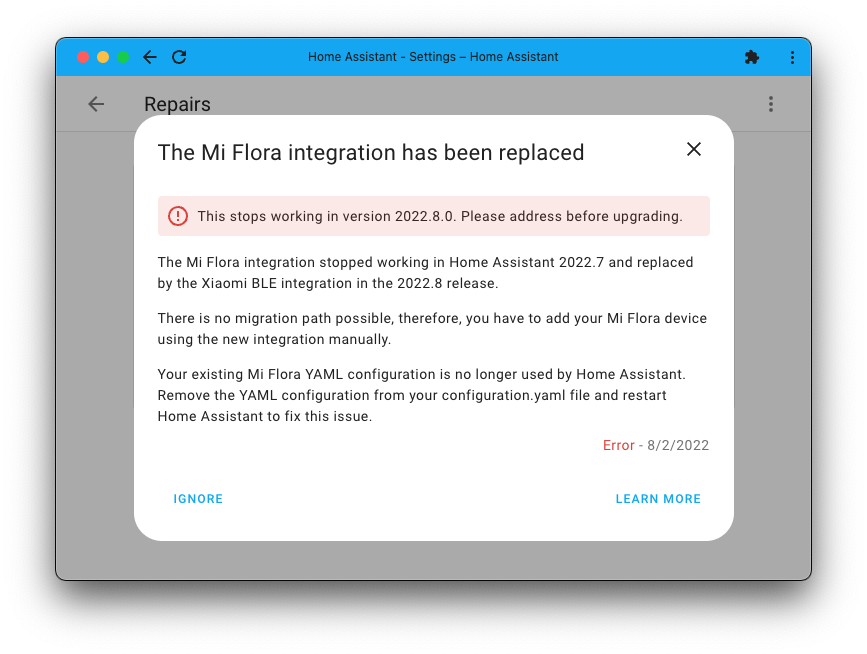 Home Assistant - Settings – Home Assistant
Repairs
The Mi Flora integration has been replaced
This stops working in version 2022.8.0. Please address before upgrading.
The Mi Flora integration stopped working in Home Assistant 2022.7 and replaced
by the Xiaomi BLE integration in the 2022.8 release.
There is no migration path possible, therefore, you have to add your Mi Flora device
using the new integration manually.
Your existing Mi Flora YAML configuration is no longer used by Home Assistant.
Remove the YAML configuration from your configuration.yaml file and restart
Home Assistant to fix this issue.
Error - 8/2/2022
IGNORE LEARN MORE